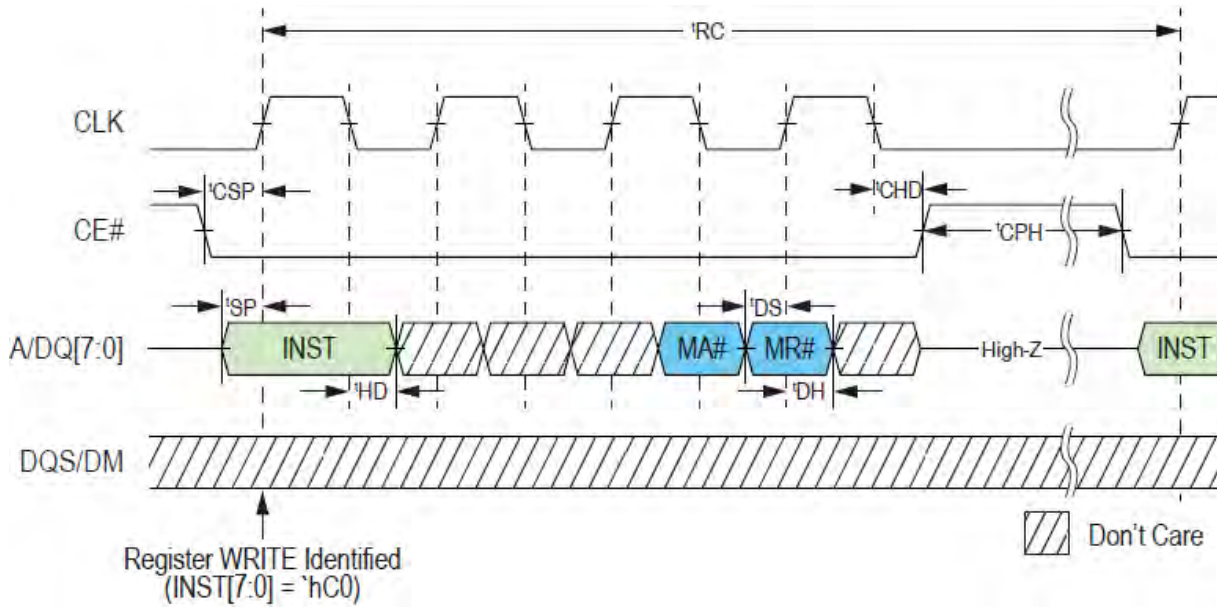 tRC
CLK
tCSP
tCHD
CE#
tCPH
tSP
tDS
A/DQ[7:0]
INST
MA#
MR#
High-Z
INST
tHD
tDH
DQS/DM
Don't Care
Register WRITE Identified
(INST[7:0] = `hC0)